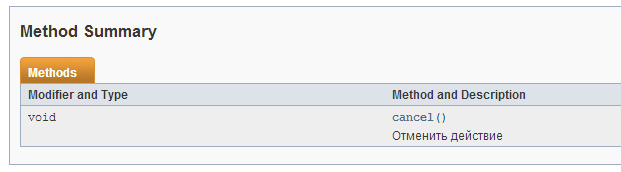 Method Summary
Methods
Modifier and Type Method and Description
void cancel()
Отменить действие